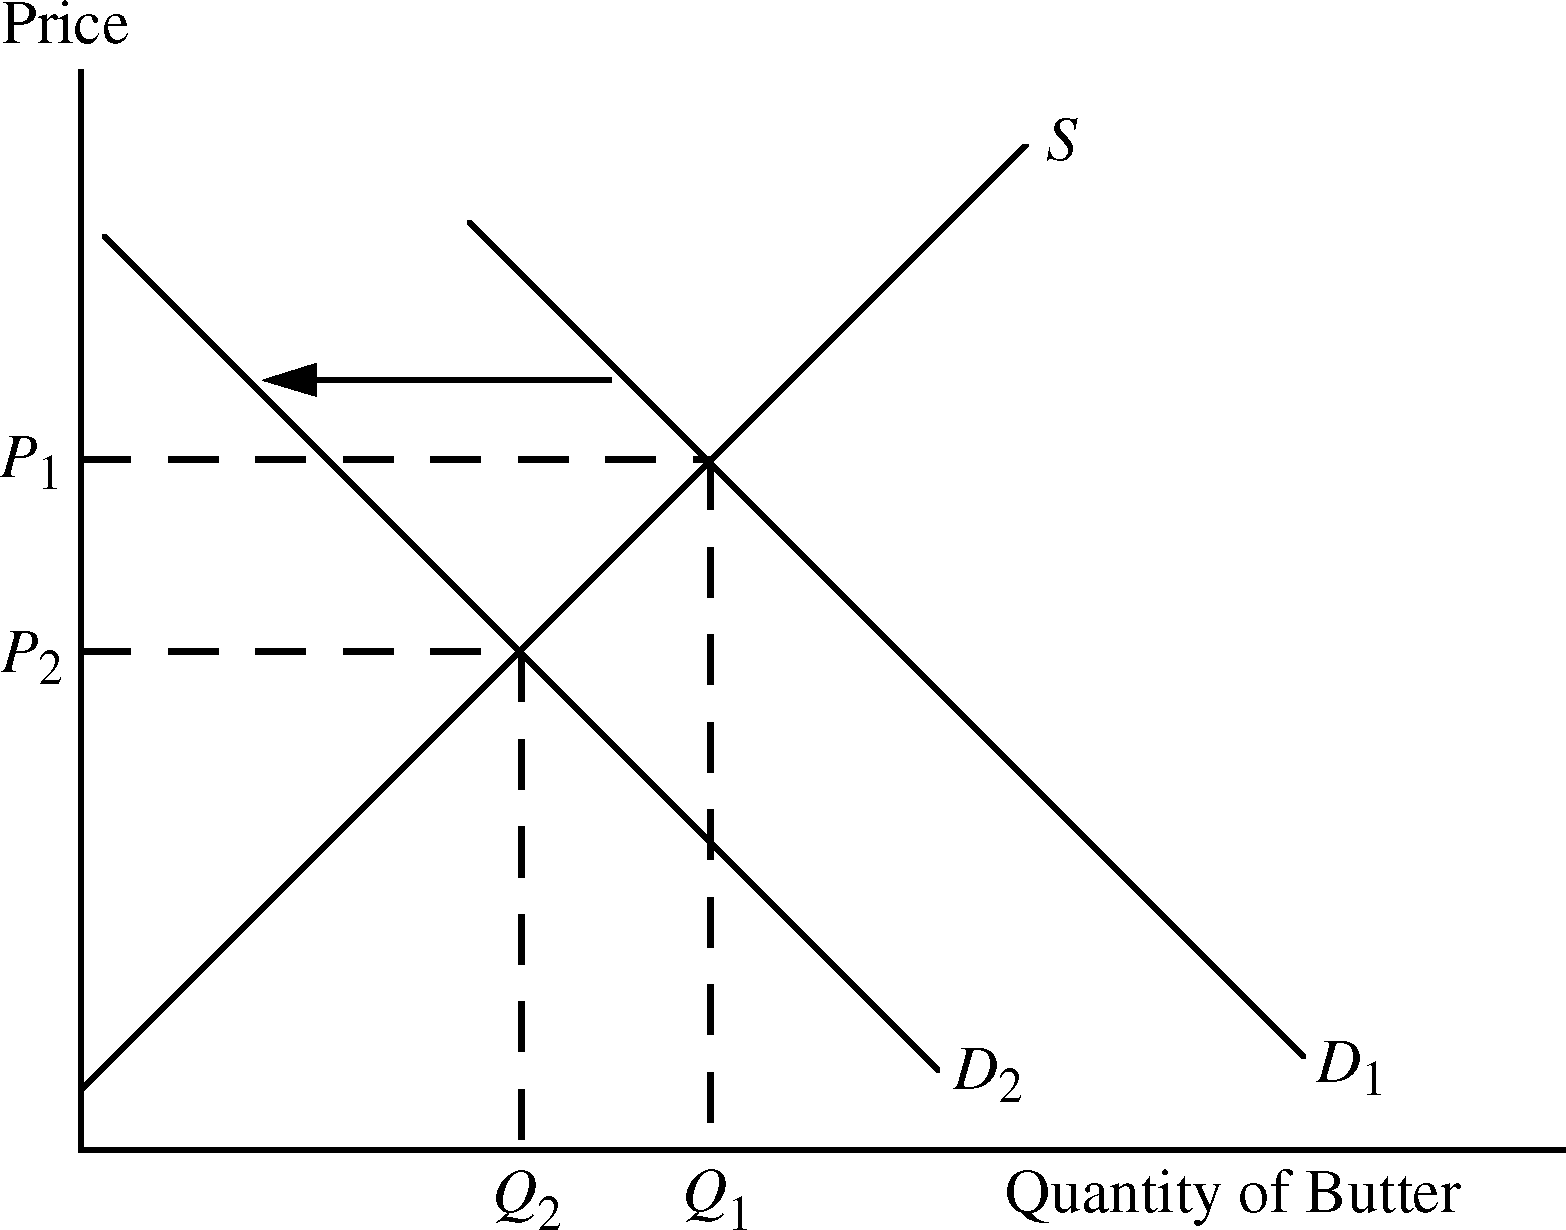 Price
S
P1
P2
D2
D1
Q2
Q1
Quantity of Butter